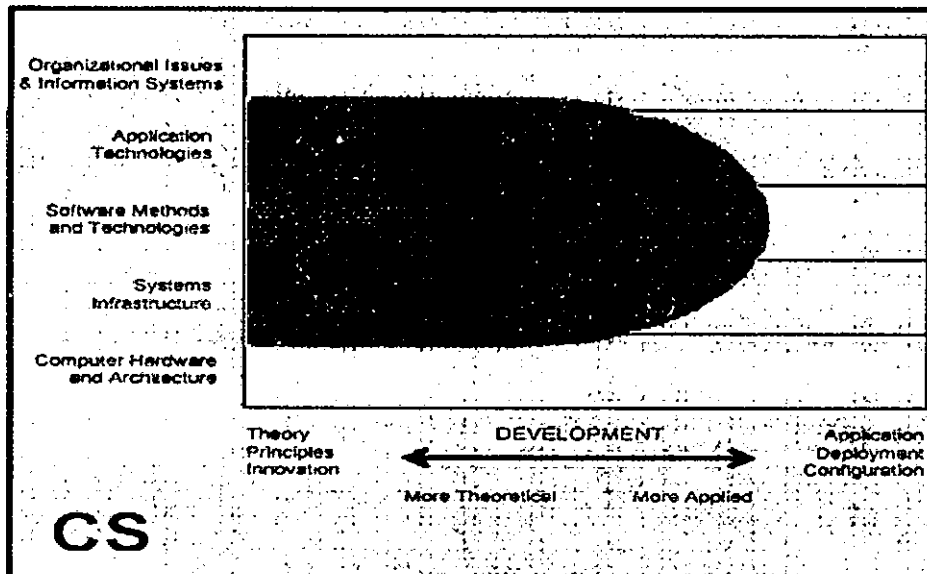 Organizational Issues
& Information Systems
Application
Technologies
Software Methods
and Technologies
Systems
Infrastructure
Computer Hardware
and Architecture
Theory
Principles
Innovation
DEVELOPMENT
Application
Deployment
Configuration
More Theoretical
More Applied
CS